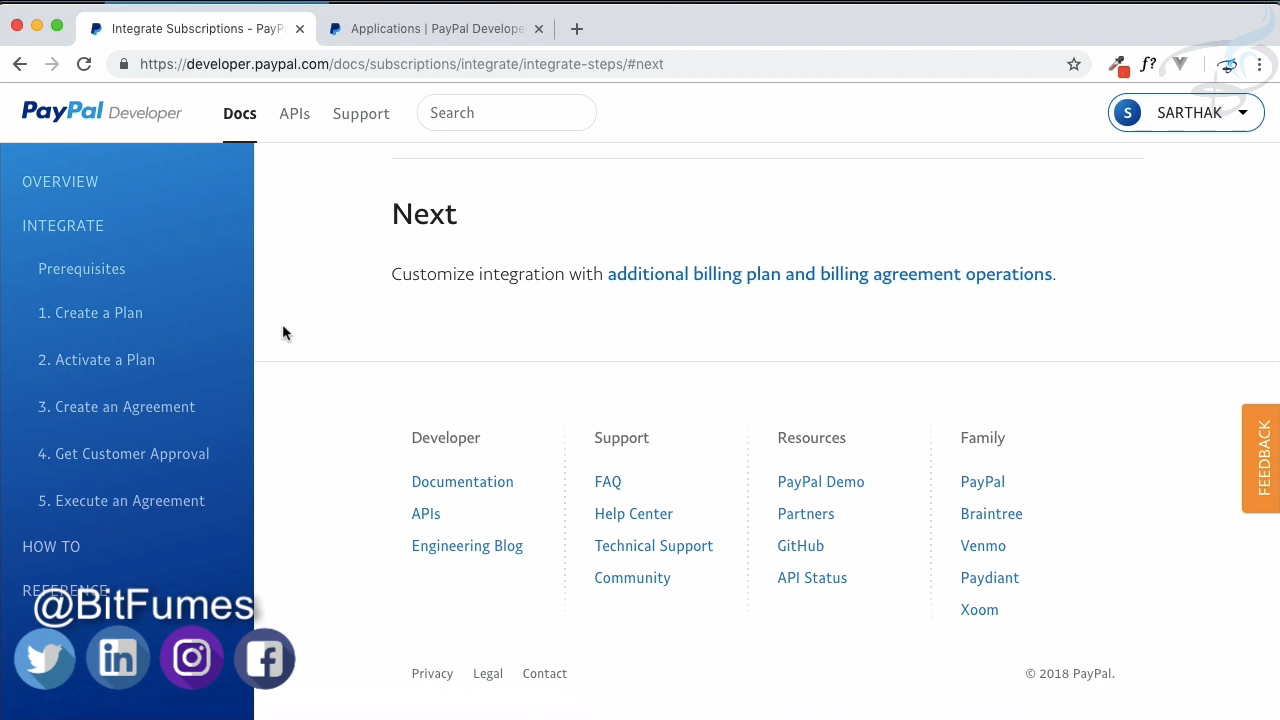 Integrate Subscriptions - PayP
Applications | PayPal Develope
https://developer.paypal.com/docs/subscriptions/integrate/integrate-steps/#next
f?
PayPal Developer
Docs
APIs
Support
Search
S
SARTHAK
OVERVIEW
INTEGRATE
Prerequisites
1. Create a Plan
2. Activate a Plan
3. Create an Agreement
4. Get Customer Approval
5. Execute an Agreement
HOW TO
REFERENCE
Next
Customize integration with additional billing plan and billing agreement operations.
FEEDBACK
Developer
Documentation
APIs
Engineering Blog
Support
FAQ
Help Center
Technical Support
Community
Resources
PayPal Demo
Partners
GitHub
API Status
Family
PayPal
Braintree
Venmo
Paydiant
Xoom
Privacy
Legal
Contact
© 2018 PayPal.
@BitFumes
in